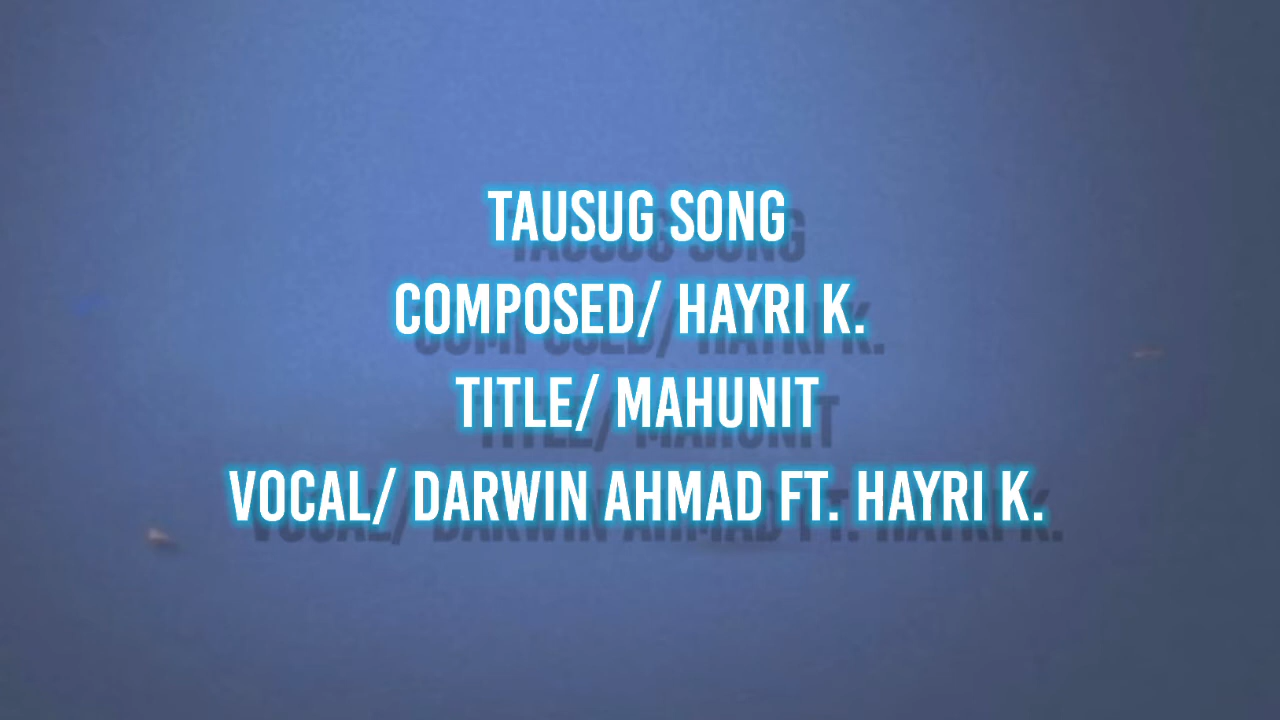 TAUSUG SONG
COMPOSED/ HAYRI K.
TITLE/ MAHUNIT
VOCAL/ DARWIN AHMAD FT. HAYRI K.